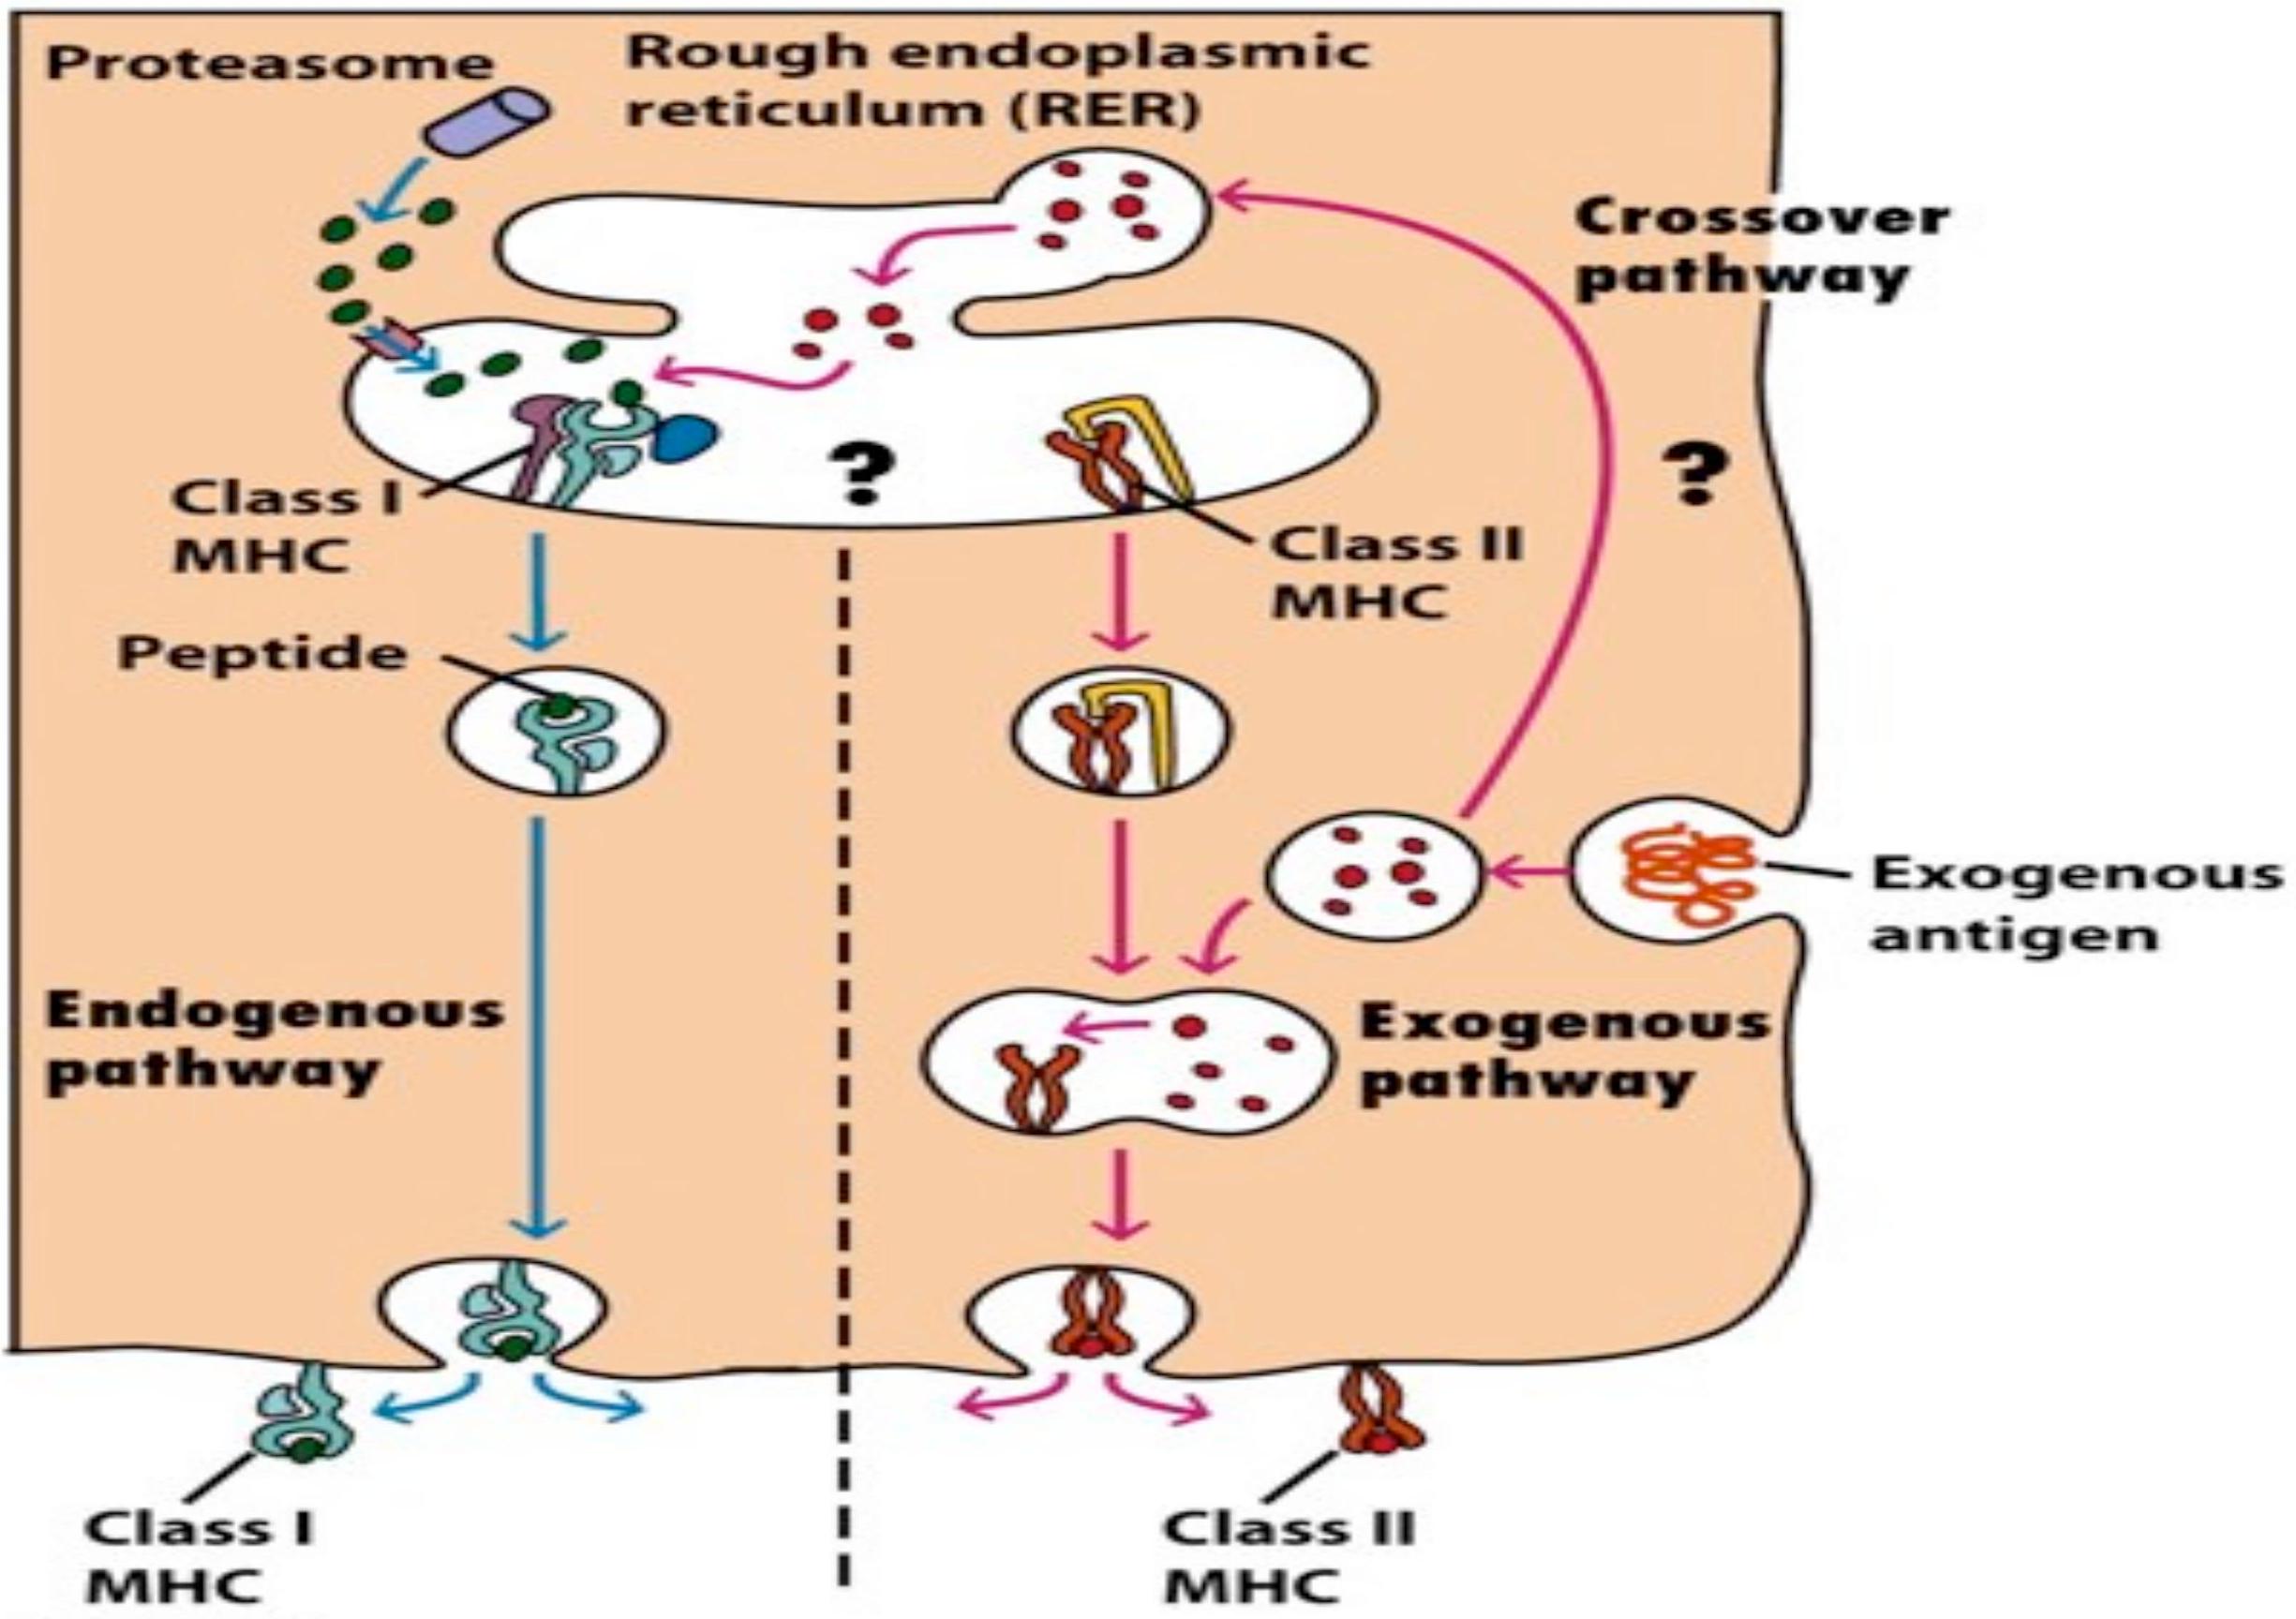 Proteasome
Rough endoplasmic
reticulum (RER)
Crossover
pathway
?
?
Class I
MHC
Class II
MHC
Peptide
Exogenous
antigen
Endogenous
pathway
Exogenous
pathway
Class I
MHC
Class II
MHC